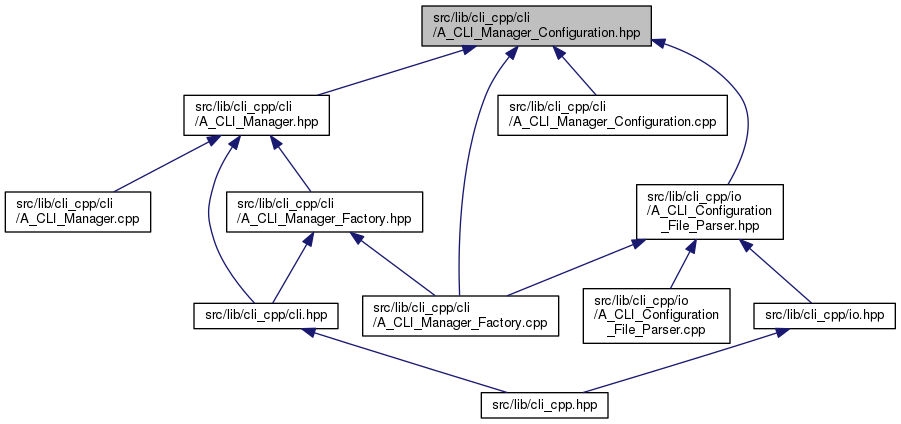 src/lib/cli_cpp/cli
/A_CLI_Manager_Configuration.hpp
src/lib/cli_cpp/cli
/A_CLI_Manager.hpp
src/lib/cli_cpp/cli
/A_CLI_Manager_Configuration.cpp
src/lib/cli_cpp/cli
/A_CLI_Manager.cpp
src/lib/cli_cpp/cli
/A_CLI_Manager_Factory.hpp
src/lib/cli_cpp/io
/A_CLI_Configuration
_File_Parser.hpp
src/lib/cli_cpp/cli.hpp
src/lib/cli_cpp/cli
/A_CLI_Manager_Factory.cpp
src/lib/cli_cpp/io
/A_CLI_Configuration
_File_Parser.cpp
src/lib/cli_cpp/io.hpp
src/lib/cli_cpp.hpp